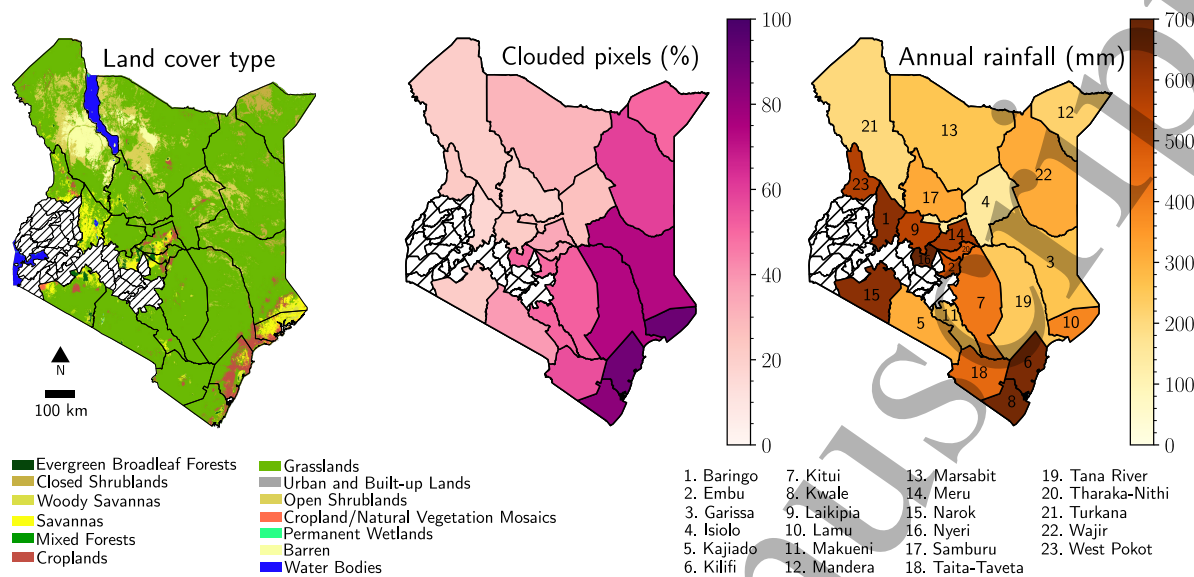 Land cover type
Clouded pixels (%)
Annual rainfall (mm)
N
100 km
100
80
60
40
20
0
700
600
500
400
300
200
100
0
21
13
12
22
23
17
4
1
9
14
20
16
2
3
15
5
11
7
19
10
18
6
8
Evergreen Broadleaf Forests
Closed Shrublands
Woody Savannas
Savannas
Mixed Forests
Croplands
Grasslands
Urban and Built-up Lands
Open Shrublands
Cropland/Natural Vegetation Mosaics
Permanent Wetlands
Barren
Water Bodies
1. Baringo
2. Embu
3. Garissa
4. Isiolo
5. Kajiado
6. Kilifi
7. Kitui
8. Kwale
9. Laikipia
10. Lamu
11. Makueni
12. Mandera
13. Marsabit
14. Meru
15. Narok
16. Nyeri
17. Samburu
18. Taita-Taveta
19. Tana River
20. Tharaka-Nithi
21. Turkana
22. Wajir
23. West Pokot